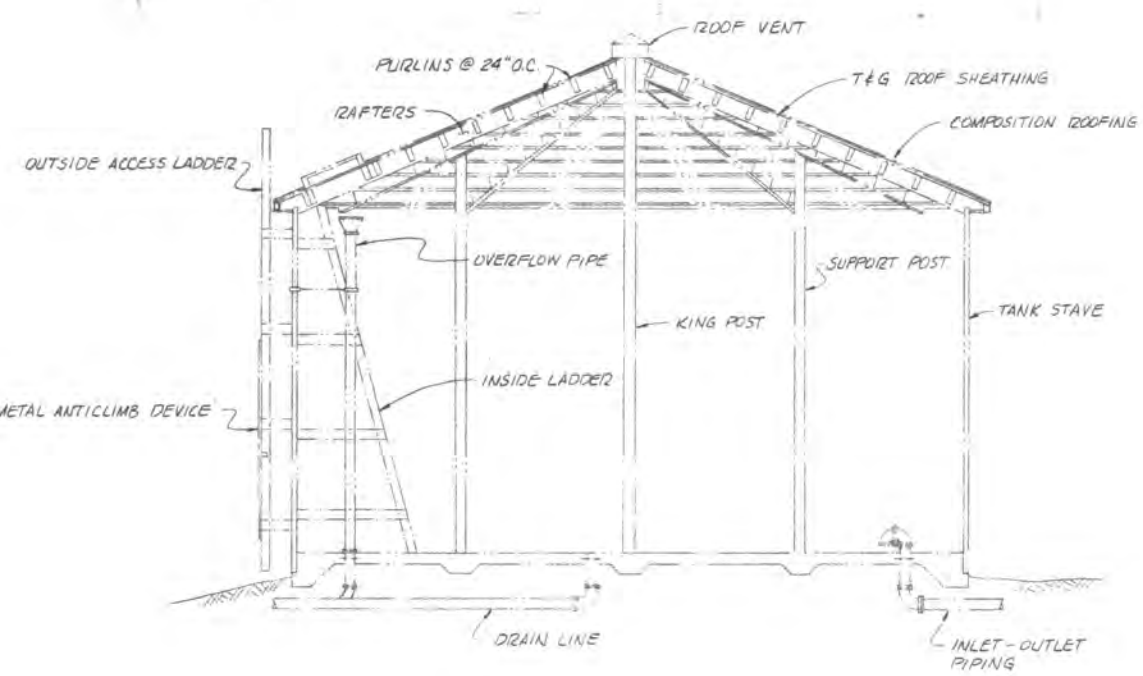 ROOF VENT
PURLINS @ 24" O.C.
T&G ROOF SHEATHING
RAFTERS
COMPOSITION ROOFING
OUTSIDE ACCESS LADDER
OVERFLOW PIPE
SUPPORT POST
TANK STAVE
KING POST
INSIDE LADDER
METAL ANTICLIMB DEVICE
DRAIN LINE
INLET-OUTLET
PIPING